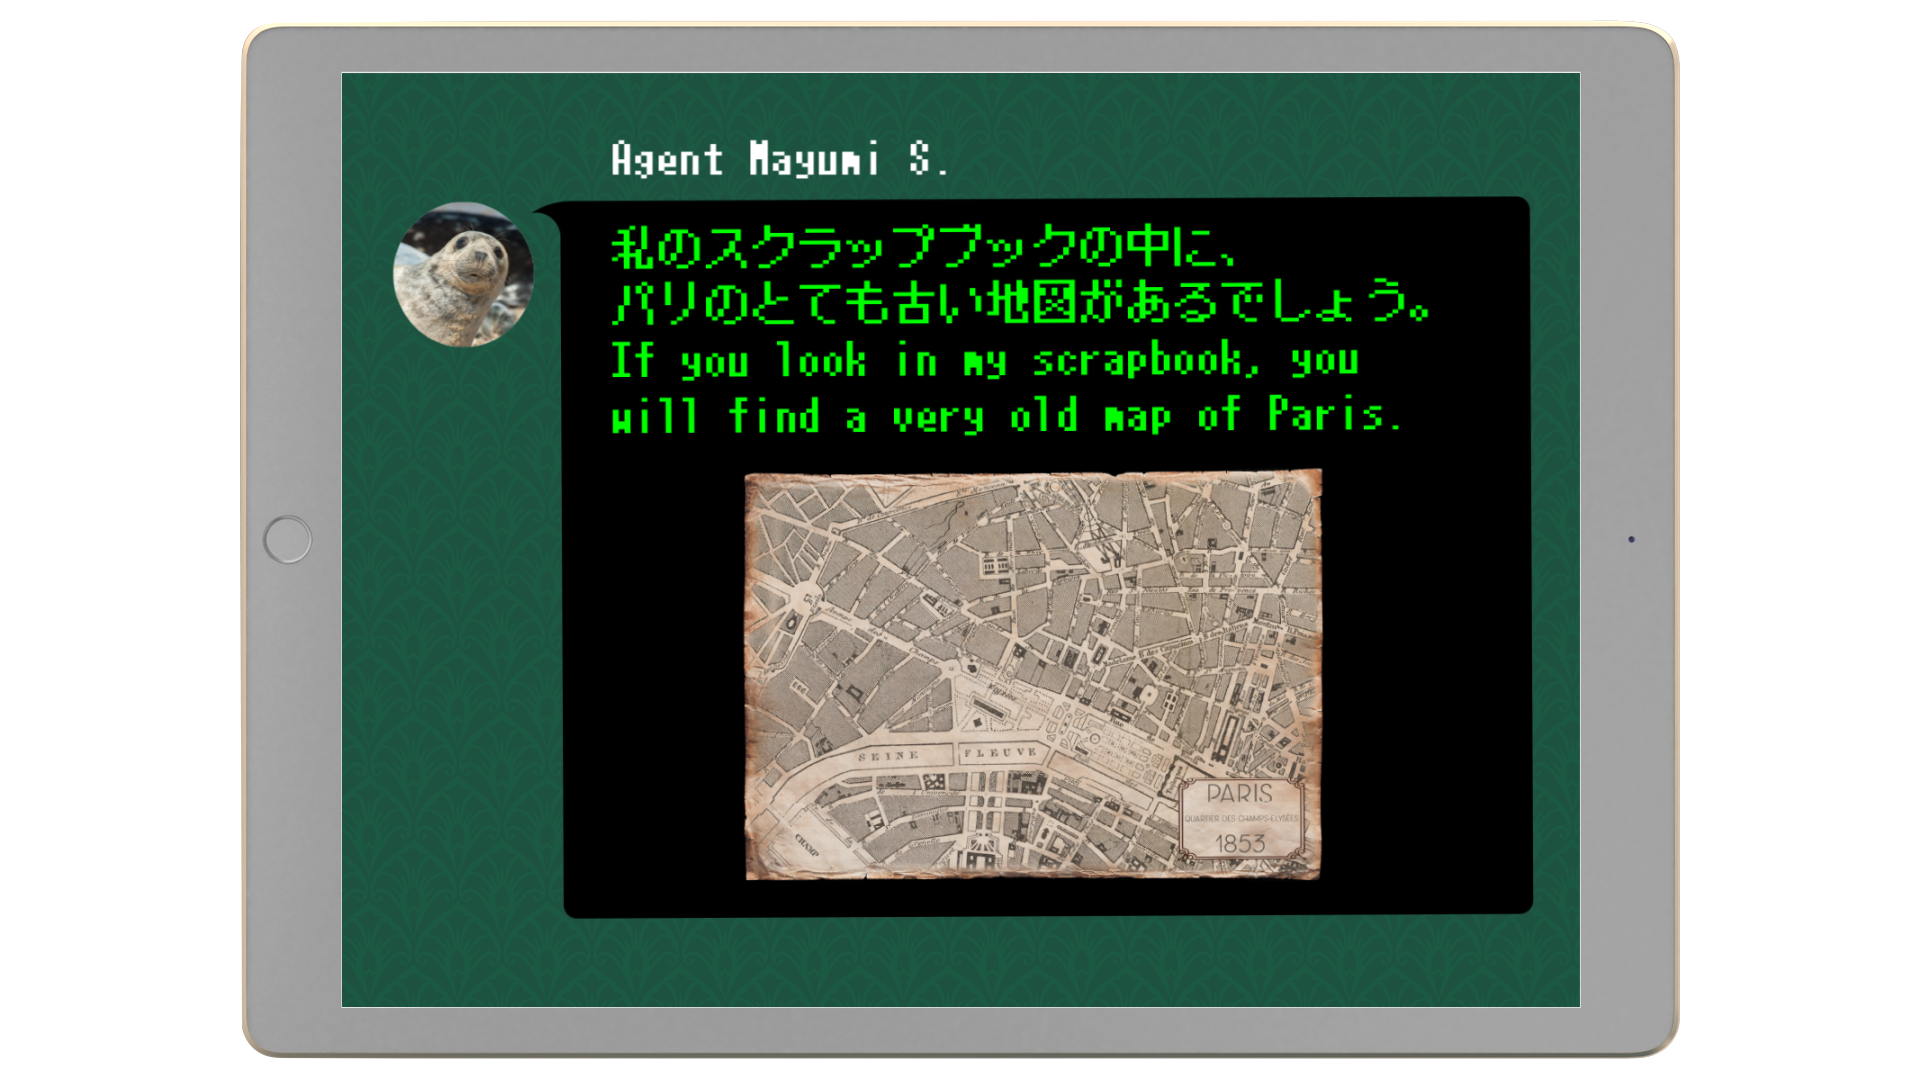 Agent Mayumi S.
私のスクラップブックの中に、
パリのとても古い地図があるでしょう。
If you look in my scrapbook, you
will find a very old map of Paris.
Champs
SEINE FLEUVE
CHAMP
PARIS
QUARTIER DES CHAMPS-ELYSÉES
1853